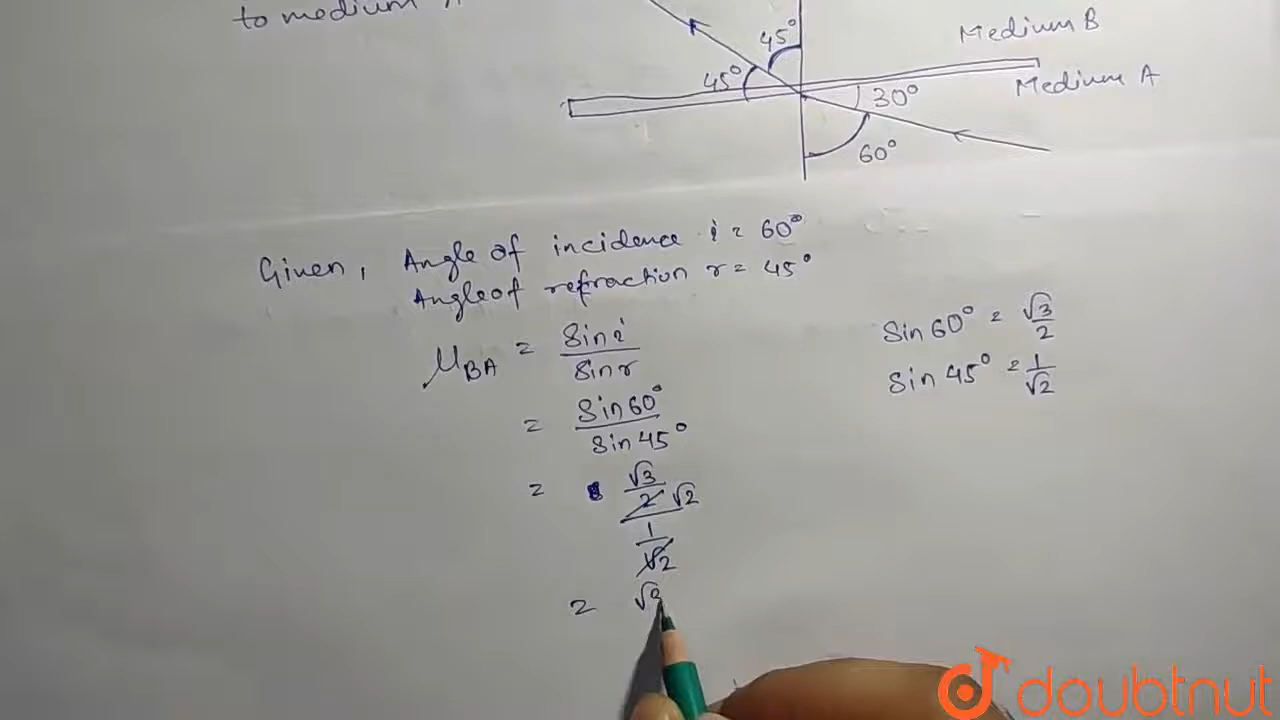 to medium A
45°
Medium B
45°
30°
Medium A
60°
Given, Angle of incidence i = 60°
Angle of refraction r = 45°
μBA = Sin i / Sin r
Sin 60° = √3/2
Sin 45° = 1/√2
= Sin 60° / Sin 45°
= √3/2 √2 / 1/√2
= √3
doubtnut